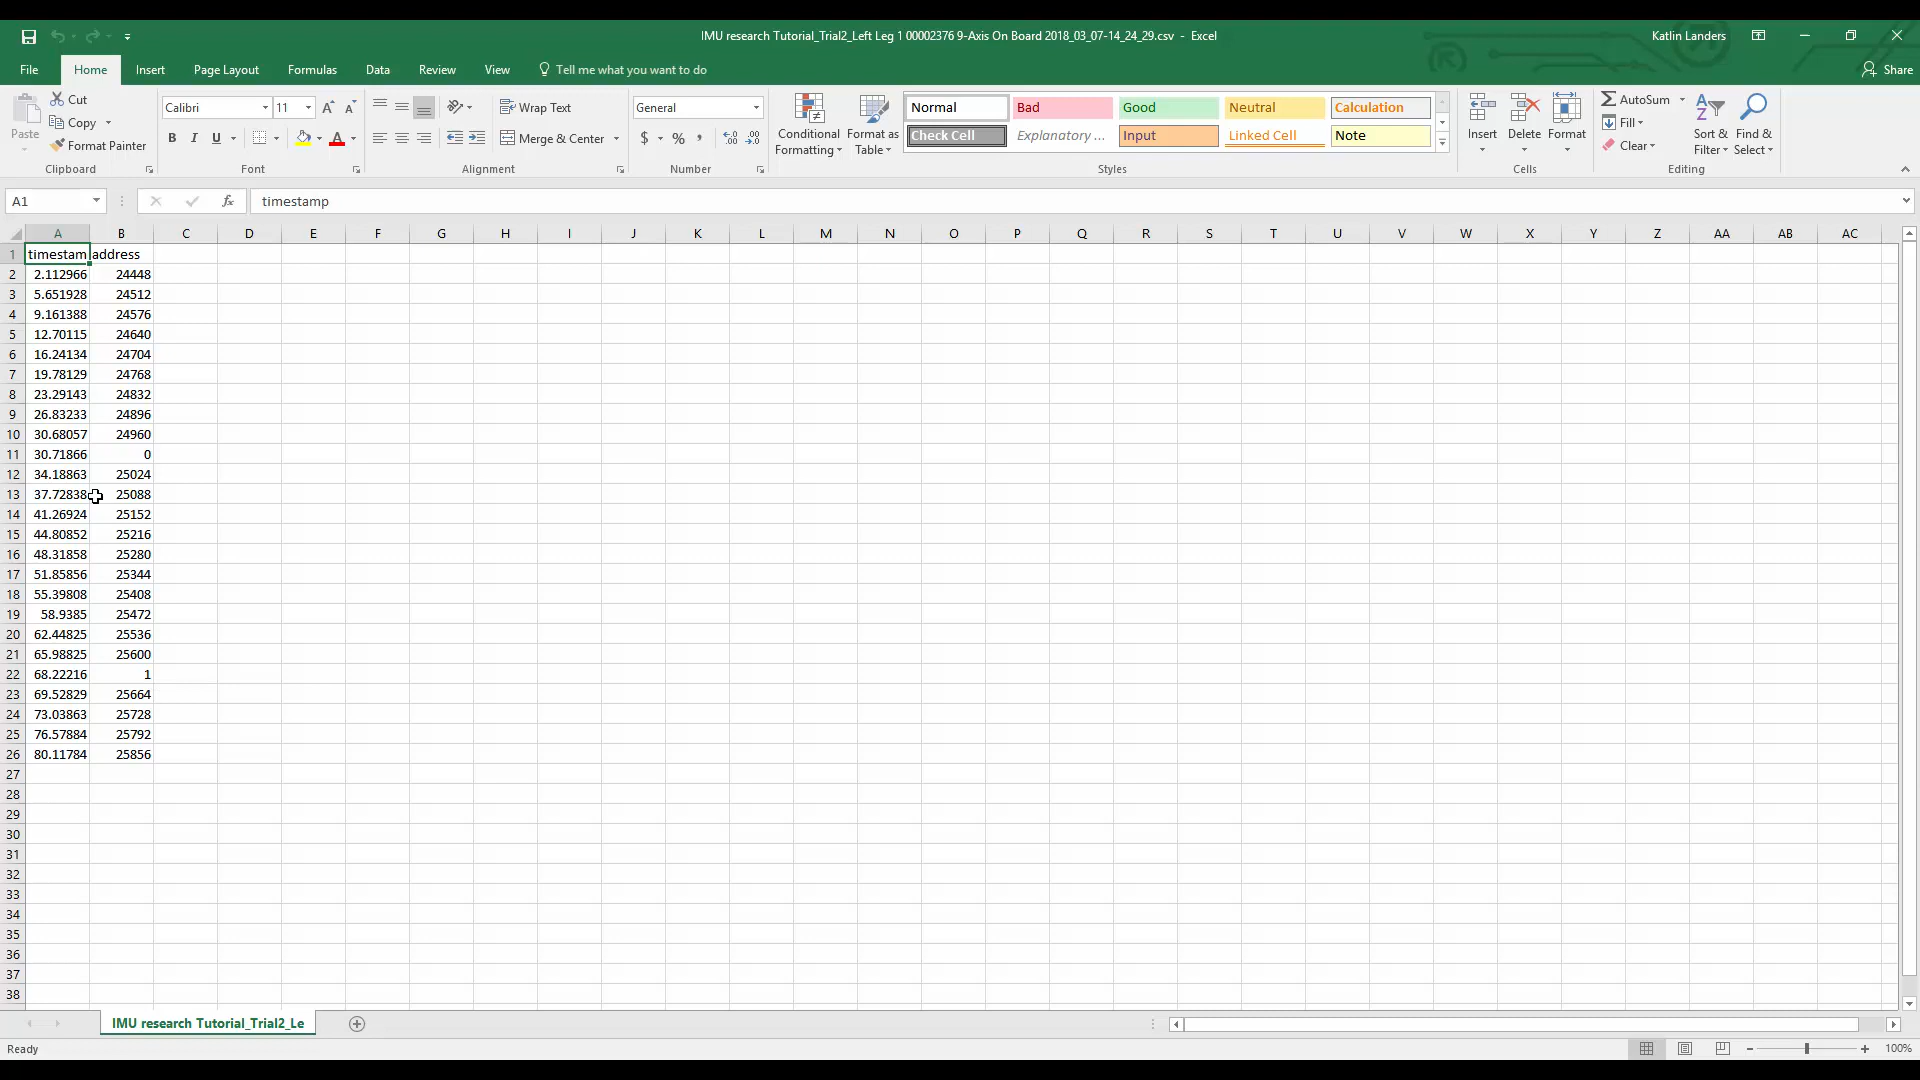 IMU research Tutorial_Trial2_Left Leg 1 00002376 9-Axis On Board 2018_03_07-14_24_29.csv - Excel
Katlin Landers
File Home Insert Page Layout Formulas Data Review View Tell me what you want to do
Share
Paste
Cut
Copy
Format Painter
Clipboard
Calibri 11
B I U
Font
Wrap Text
Merge & Center
Alignment
General
$ % ,
Number
Conditional Formatting
Format as Table
Normal Bad Good Neutral Calculation
Check Cell Explanatory ... Input Linked Cell Note
Styles
Insert Delete Format
Cells
AutoSum
Fill
Clear
Sort & Filter
Find & Select
Editing
A1 fx timestamp
A B C D E F G H I J K L M N O P Q R S T U V W X Y Z AA AB AC
1 timestam address
2 2.112966 24448
3 5.651928 24512
4 9.161388 24576
5 12.70115 24640
6 16.24134 24704
7 19.78129 24768
8 23.29143 24832
9 26.83233 24896
10 30.68057 24960
11 30.71866 0
12 34.18863 25024
13 37.72838 25088
14 41.26924 25152
15 44.80852 25216
16 48.31858 25280
17 51.85856 25344
18 55.39808 25408
19 58.9385 25472
20 62.44825 25536
21 65.98825 25600
22 68.22216 1
23 69.52829 25664
24 73.03863 25728
25 76.57884 25792
26 80.11784 25856
27
28
29
30
31
32
33
34
35
36
37
38
IMU research Tutorial_Trial2_Le
Ready
100%